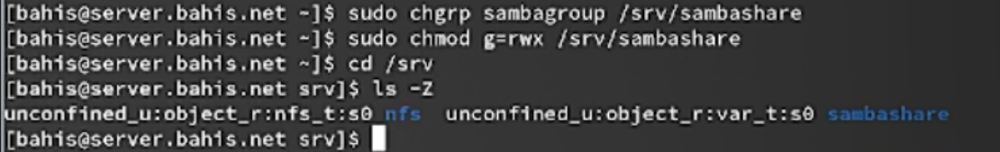 [bahis@server.bahis.net ~]$ sudo chgrp sambagroup /srv/sambashare
[bahis@server.bahis.net ~]$ sudo chmod g=rwx /srv/sambashare
[bahis@server.bahis.net ~]$ cd /srv
[bahis@server.bahis.net srv]$ ls -Z
unconfined_u:object_r:nfs_t:s0 nfs  unconfined_u:object_r:var_t:s0 sambashare
[bahis@server.bahis.net srv]$